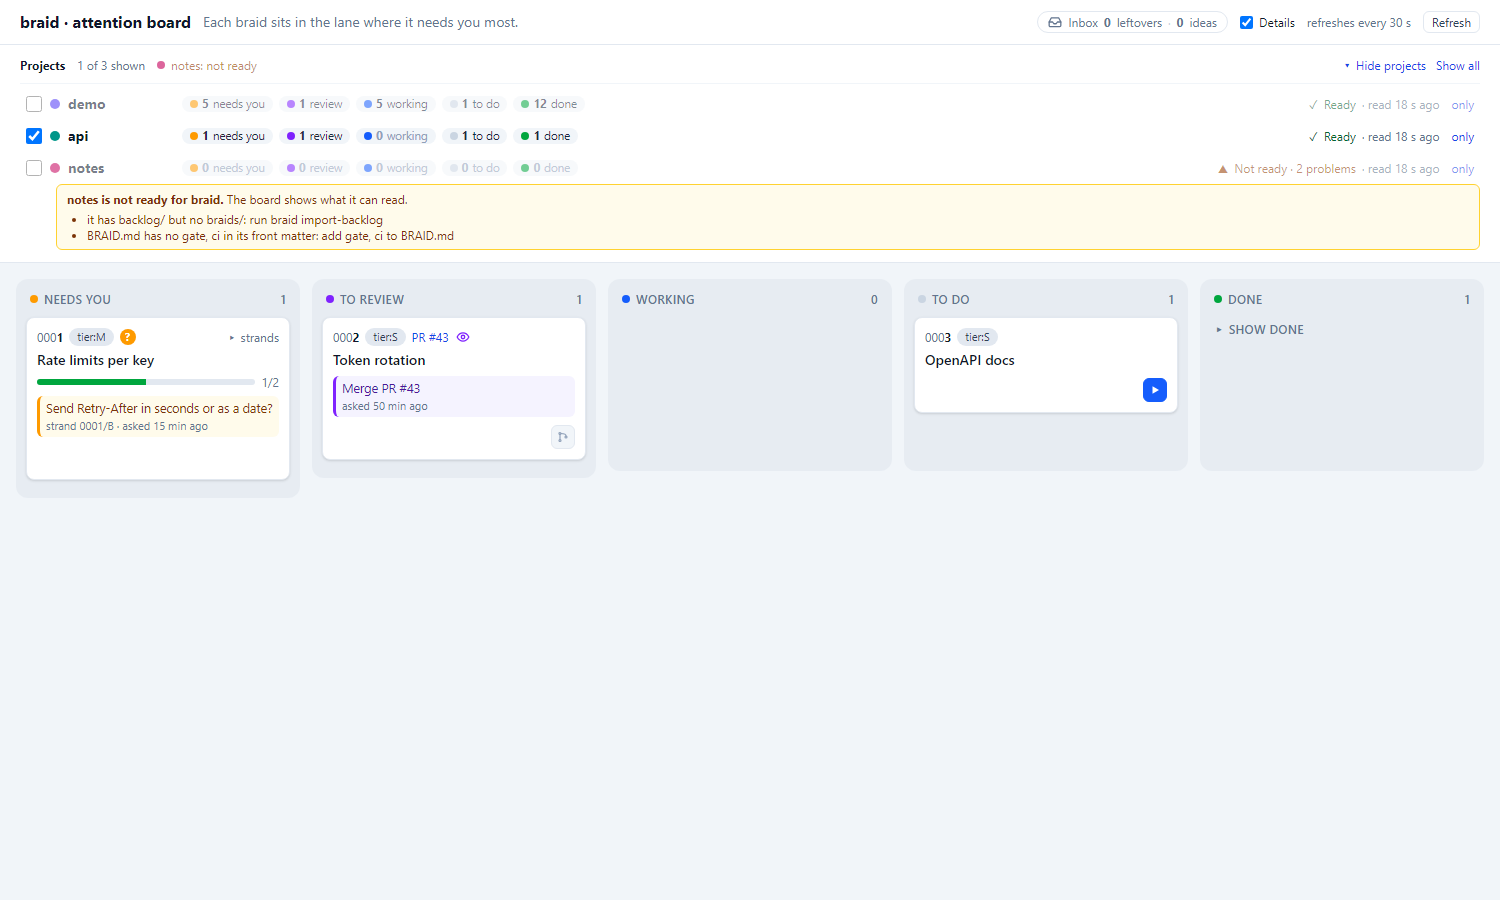 braid · attention board Each braid sits in the lane where it needs you most. Inbox 0 leftovers · 0 ideas Details refreshes every 30 s Refresh
Projects 1 of 3 shown notes: not ready ▾ Hide projects Show all
demo 5 needs you 1 review 5 working 1 to do 12 done ✓ Ready · read 18 s ago only
api 1 needs you 1 review 0 working 1 to do 1 done ✓ Ready · read 18 s ago only
notes 0 needs you 0 review 0 working 0 to do 0 done ▲ Not ready · 2 problems · read 18 s ago only
notes is not ready for braid. The board shows what it can read.
• it has backlog/ but no braids/: run braid import-backlog
• BRAID.md has no gate, ci in its front matter: add gate, ci to BRAID.md
NEEDS YOU 1
0001 tier:M ? ▸ strands
Rate limits per key
1/2
Send Retry-After in seconds or as a date?
strand 0001/B · asked 15 min ago
TO REVIEW 1
0002 tier:S PR #43
Token rotation
Merge PR #43
asked 50 min ago
WORKING 0
TO DO 1
0003 tier:S
OpenAPI docs
DONE 1
▸ SHOW DONE